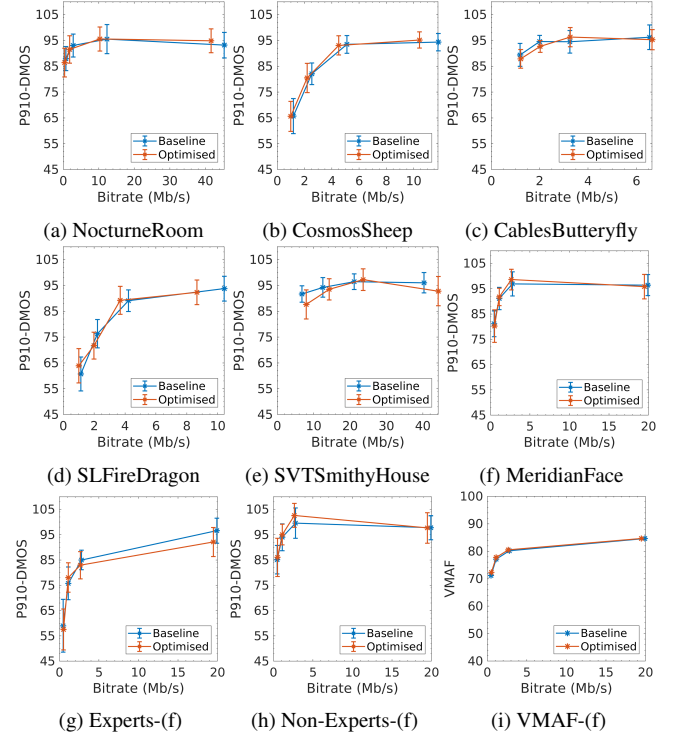 105
95
85
75
65
55
45
P910-DMOS
0 10 20 30 40
Bitrate (Mb/s)
Baseline
Optimised
(a) NocturneRoom
105
95
85
75
65
55
45
P910-DMOS
0 2 4 6 8 10
Bitrate (Mb/s)
Baseline
Optimised
(b) CosmosSheep
105
95
85
75
65
55
45
P910-DMOS
0 2 4 6
Bitrate (Mb/s)
Baseline
Optimised
(c) CablesButteryfly
105
95
85
75
65
55
45
P910-DMOS
0 2 4 6 8 10
Bitrate (Mb/s)
Baseline
Optimised
(d) SLFireDragon
105
95
85
75
65
55
45
P910-DMOS
0 10 20 30 40
Bitrate (Mb/s)
Baseline
Optimised
(e) SVTSmithyHouse
105
95
85
75
65
55
45
P910-DMOS
0 5 10 15 20
Bitrate (Mb/s)
Baseline
Optimised
(f) MeridianFace
105
95
85
75
65
55
45
P910-DMOS
0 5 10 15 20
Bitrate (Mb/s)
Baseline
Optimised
(g) Experts-(f)
105
95
85
75
65
55
45
P910-DMOS
0 5 10 15 20
Bitrate (Mb/s)
Baseline
Optimised
(h) Non-Experts-(f)
100
90
80
70
60
50
40
VMAF
0 5 10 15 20
Bitrate (Mb/s)
Baseline
Optimised
(i) VMAF-(f)